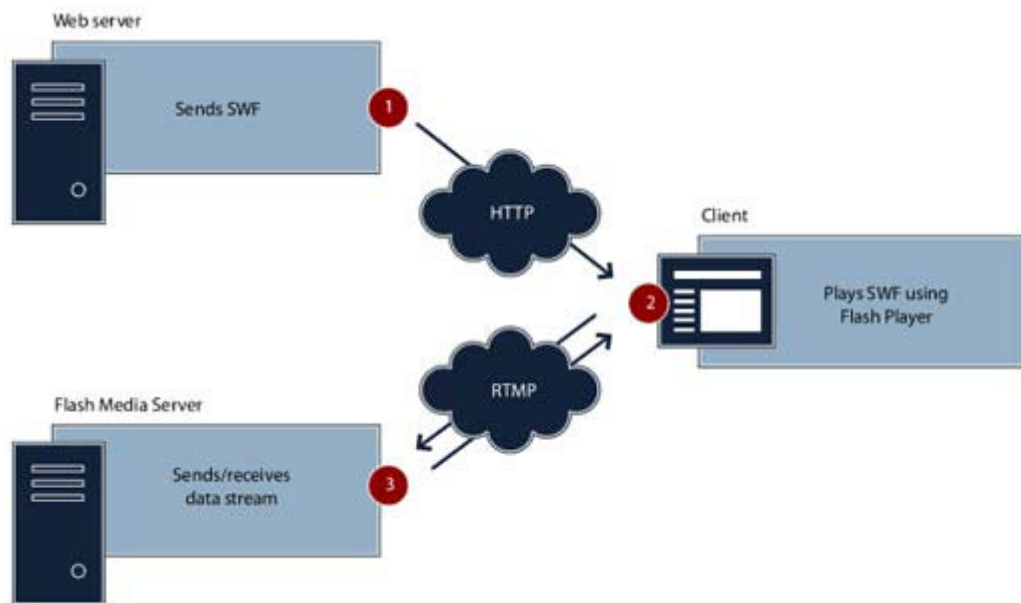 Web server
Sends SWF
1
HTTP
Client
2
Plays SWF using
Flash Player
RTMP
Flash Media Server
Sends/receives
data stream
3